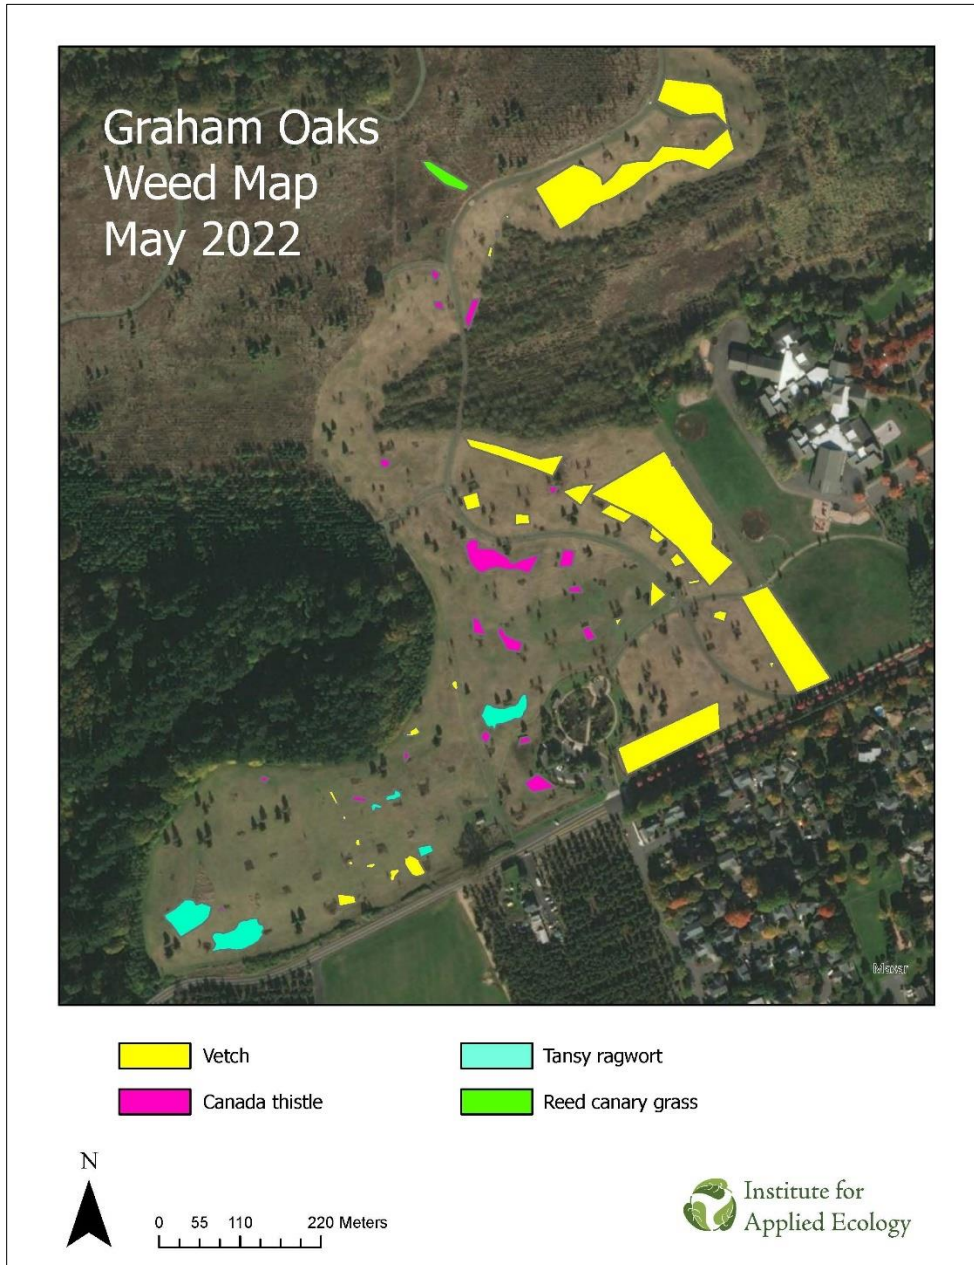 Graham Oaks
Weed Map
May 2022
Maxar
Vetch
Tansy ragwort
Canada thistle
Reed canary grass
N
0 55 110 220 Meters
Institute for
Applied Ecology